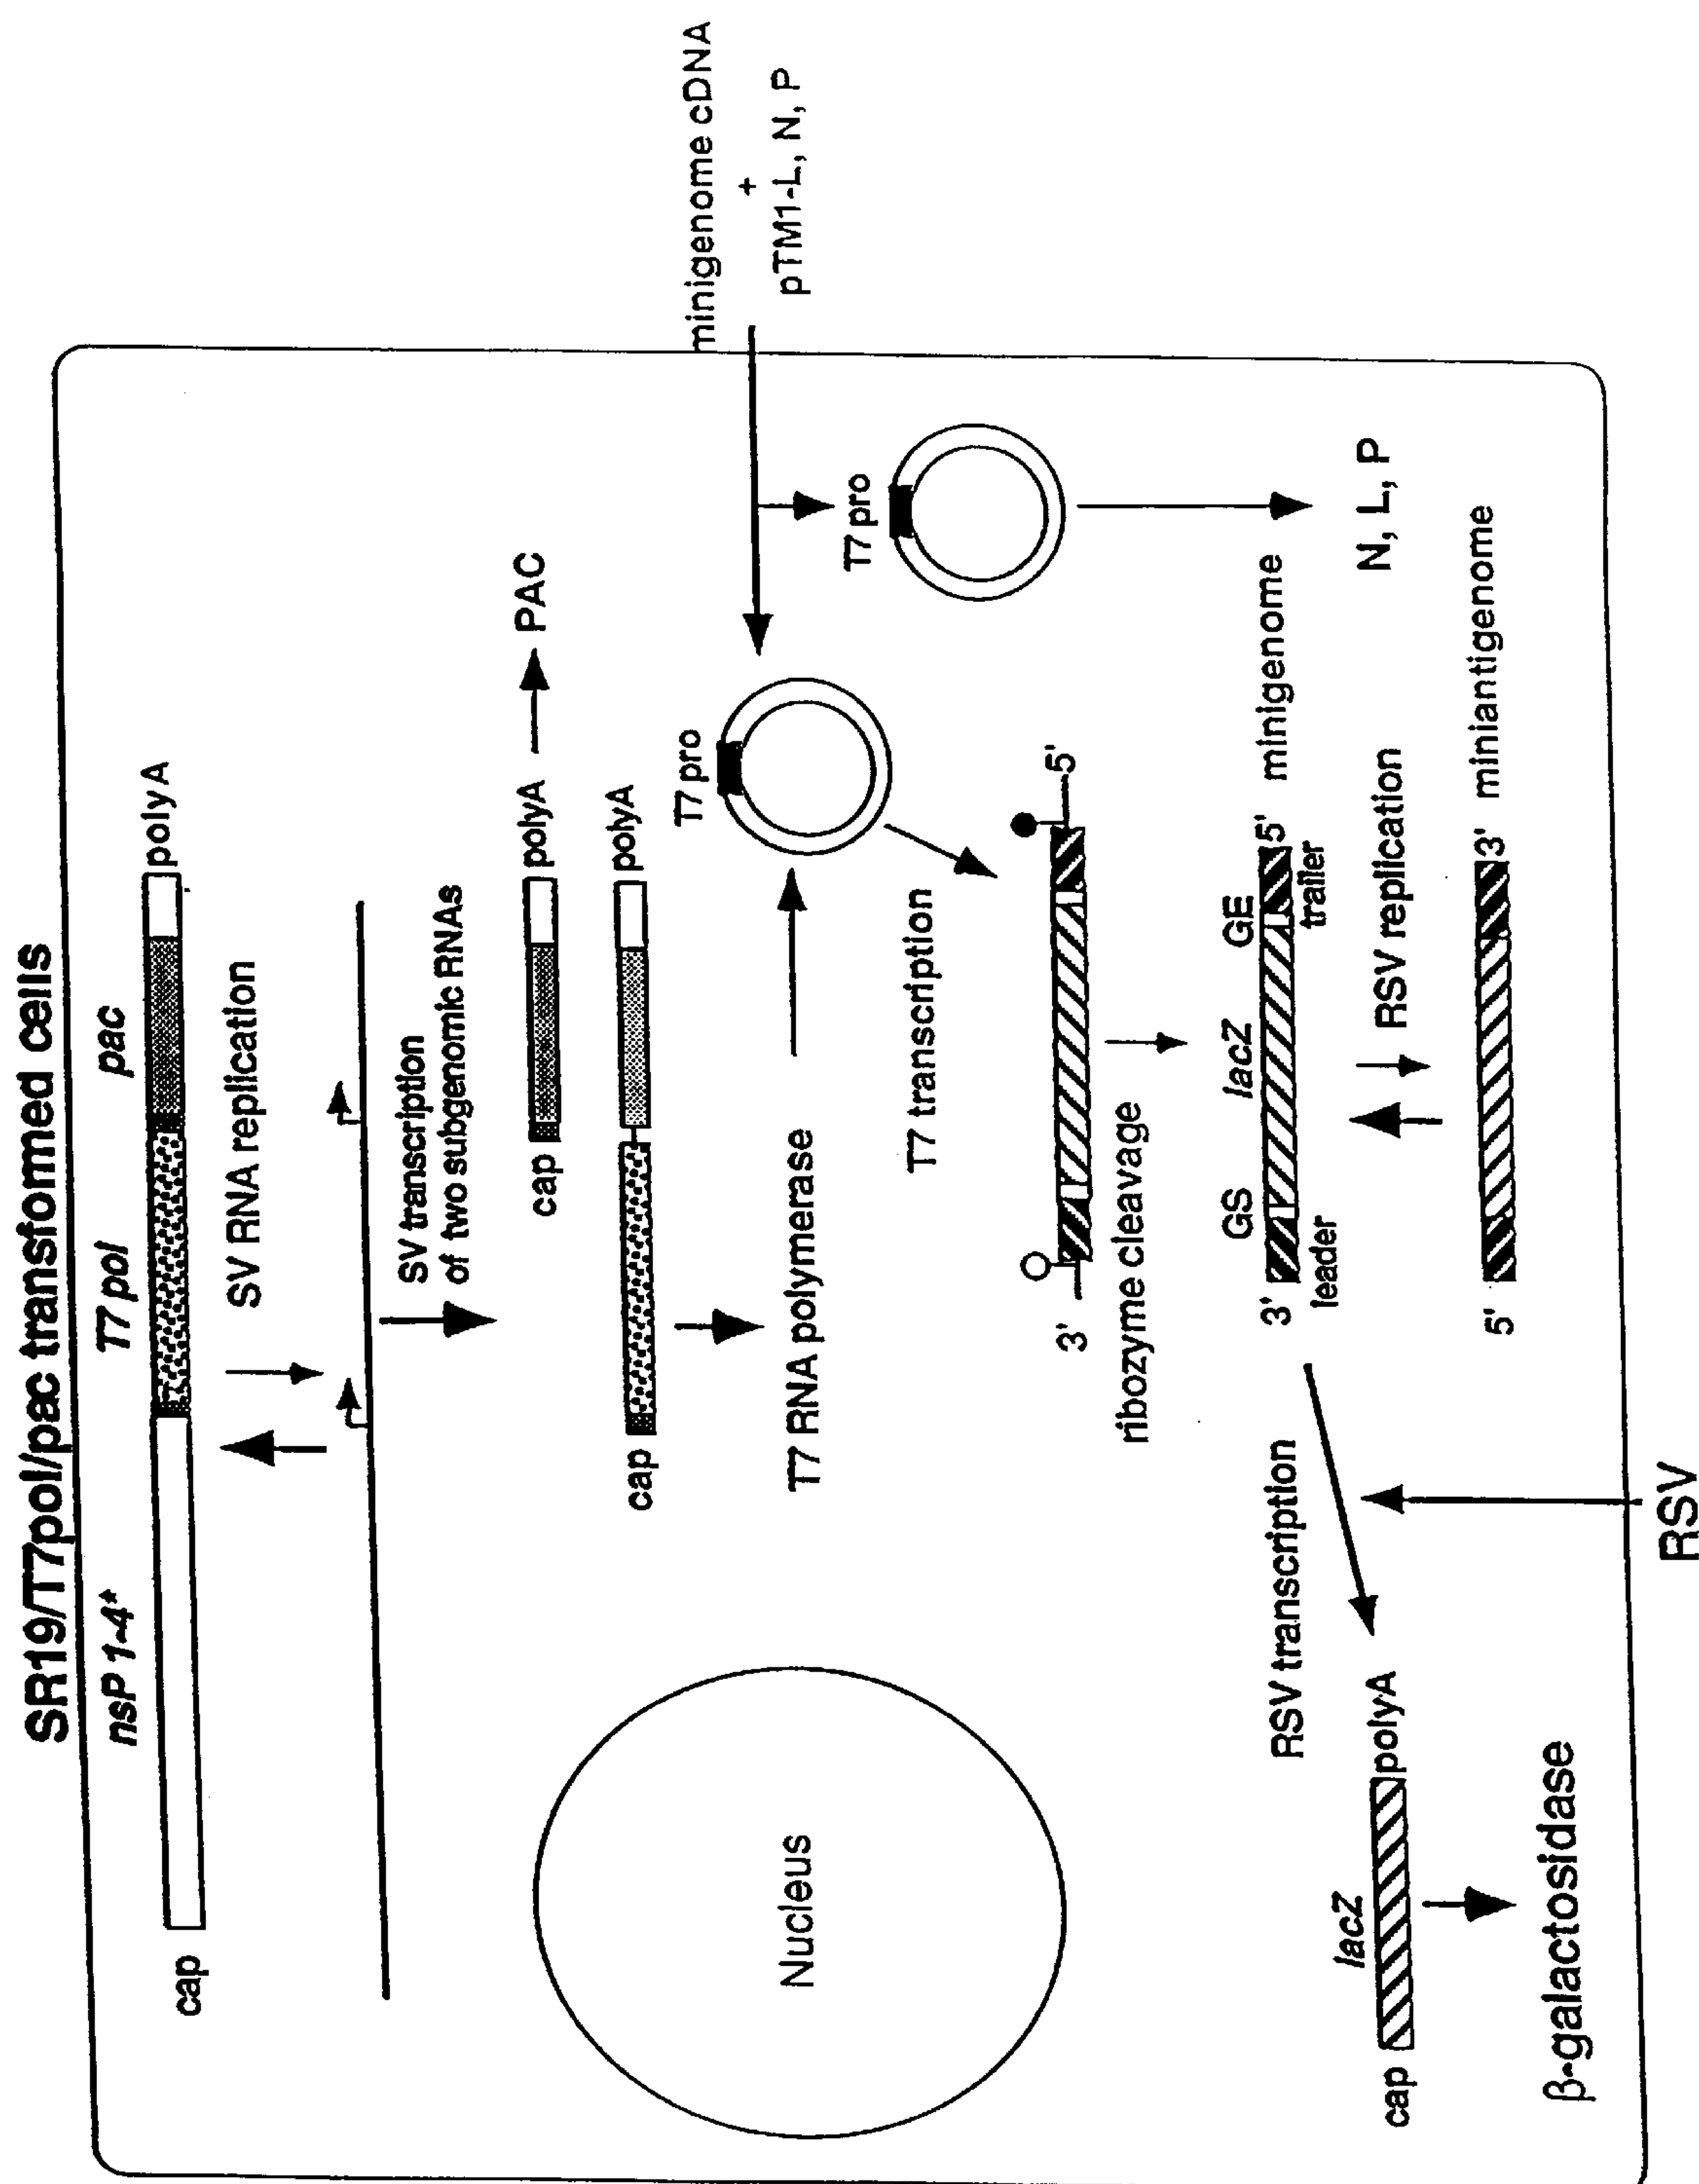 SR19/T7pol/pac transfomed cells
nsP 1-4* T7 pol pac
cap polyA
SV RNA replication
SV transcription
of two subgenomic RNAs
cap polyA PAC
cap polyA
T7 RNA polymerase
T7 pro
minigenome cDNA
+
pTM1-L, N, P
T7 pro
Nucleus
T7 transcription
3' 5'
ribozyme cleavage
GS lacZ GE
3' 5' minigenome
leader trailer
N, L, P
RSV transcription
RSV replication
lacZ
cap polyA
5' 3' miniantigenome
β-galactosidase
RSV